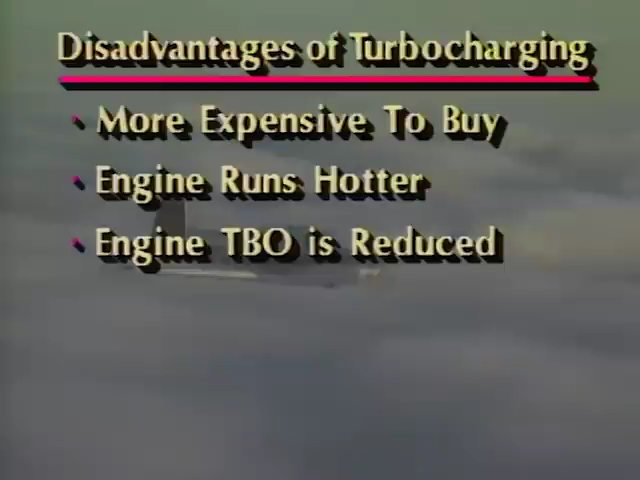 Disadvantages of Turbocharging
• More Expensive To Buy
• Engine Runs Hotter
• Engine TBO is Reduced